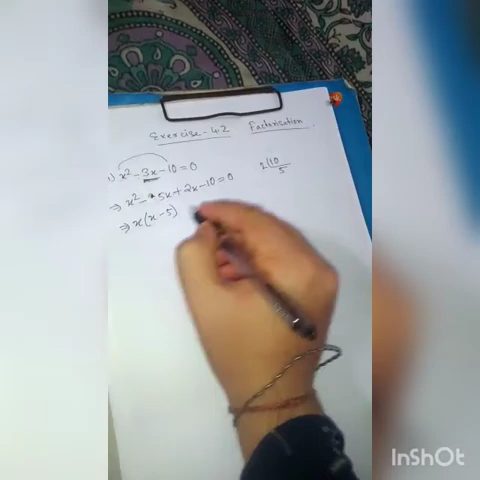 Exercise-4.2 Factorisation.
1) x² - 3x - 10 = 0
⇒ x² - 5x + 2x - 10 = 0
2 | 10
5
⇒ x(x-5)
InShOt